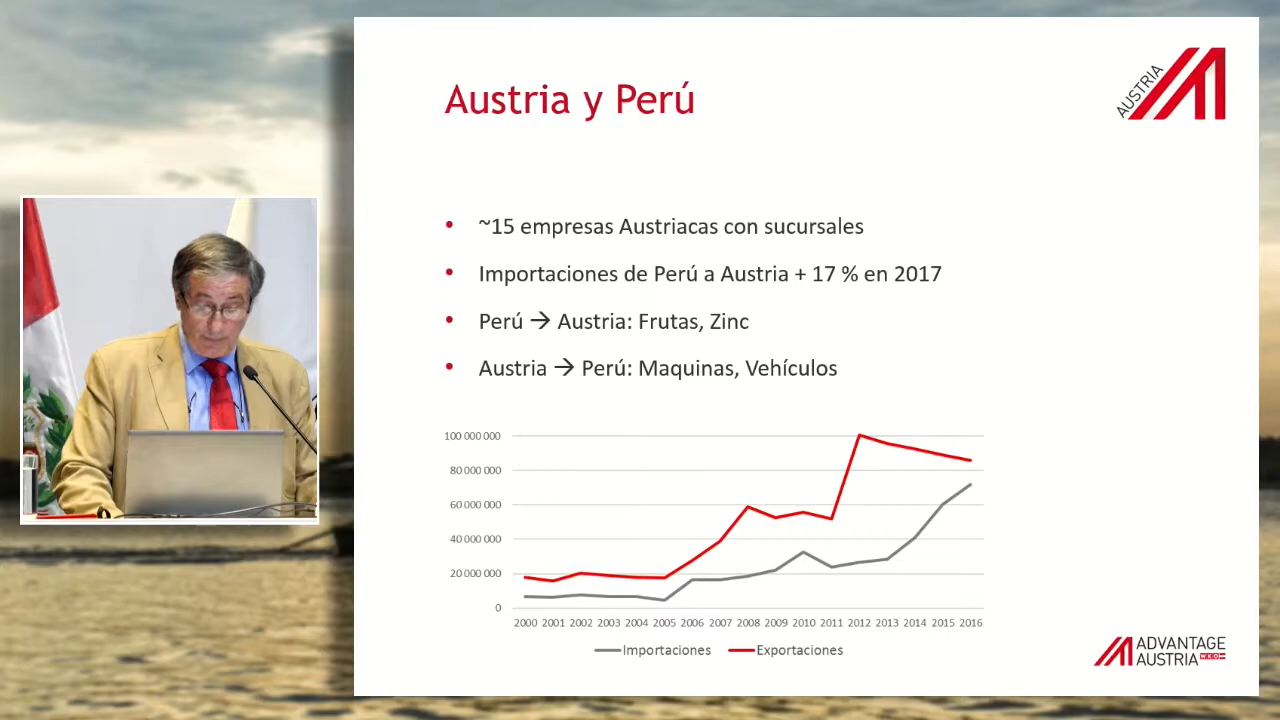 AUSTRIA
Austria y Perú
• ~15 empresas Austriacas con sucursales
• Importaciones de Perú a Austria + 17 % en 2017
• Perú → Austria: Frutas, Zinc
• Austria → Perú: Maquinas, Vehículos
100 000 000
80 000 000
60 000 000
40 000 000
20 000 000
0
2000 2001 2002 2003 2004 2005 2006 2007 2008 2009 2010 2011 2012 2013 2014 2015 2016
Importaciones Exportaciones
ADVANTAGE
AUSTRIA WKO